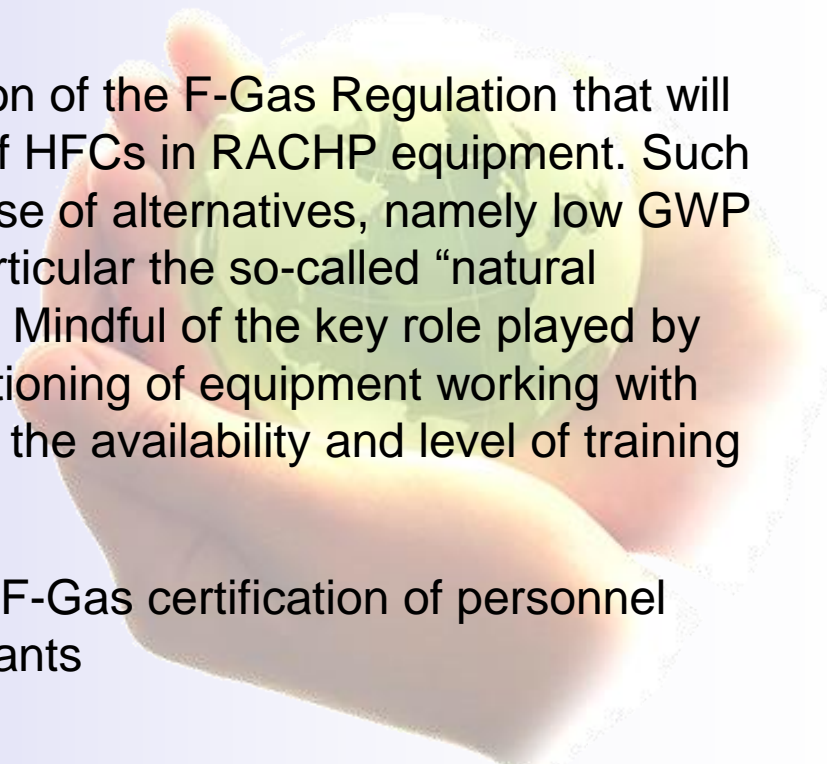 on of the F-Gas Regulation that will
f HFCs in RACHP equipment. Such
se of alternatives, namely low GWP
rticular the so-called “natural
Mindful of the key role played by
tioning of equipment working with
the availability and level of training
F-Gas certification of personnel
ants